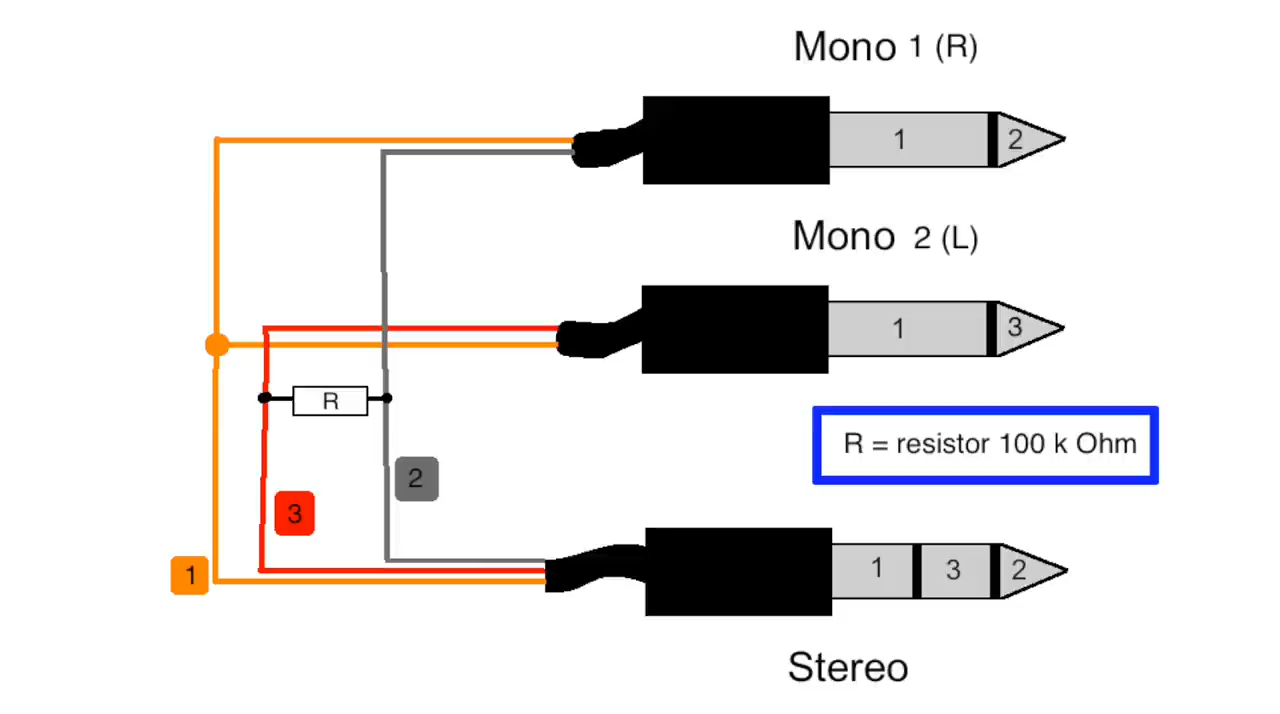 Mono 1 (R)
1 2
Mono 2 (L)
1 3
R
R = resistor 100 k Ohm
2
3
1
1 3 2
Stereo